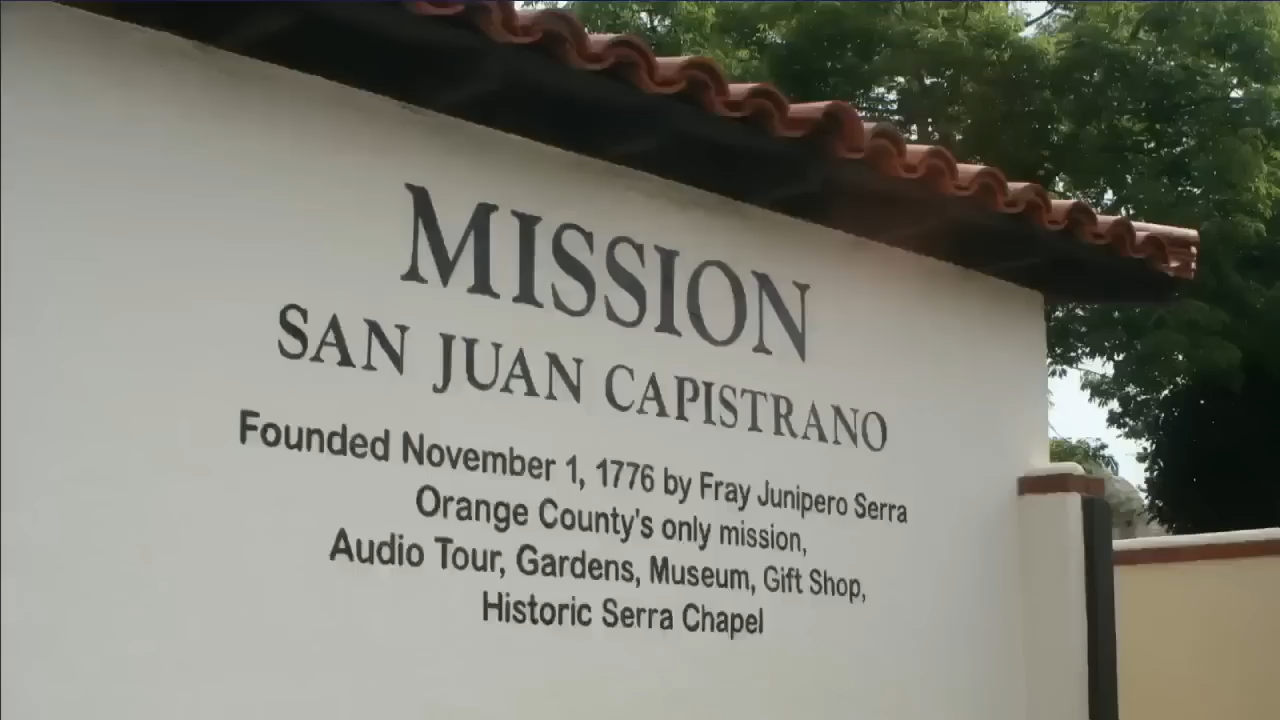 MISSION
SAN JUAN CAPISTRANO
Founded November 1, 1776 by Fray Junipero Serra
Orange County's only mission,
Audio Tour, Gardens, Museum, Gift Shop,
Historic Serra Chapel